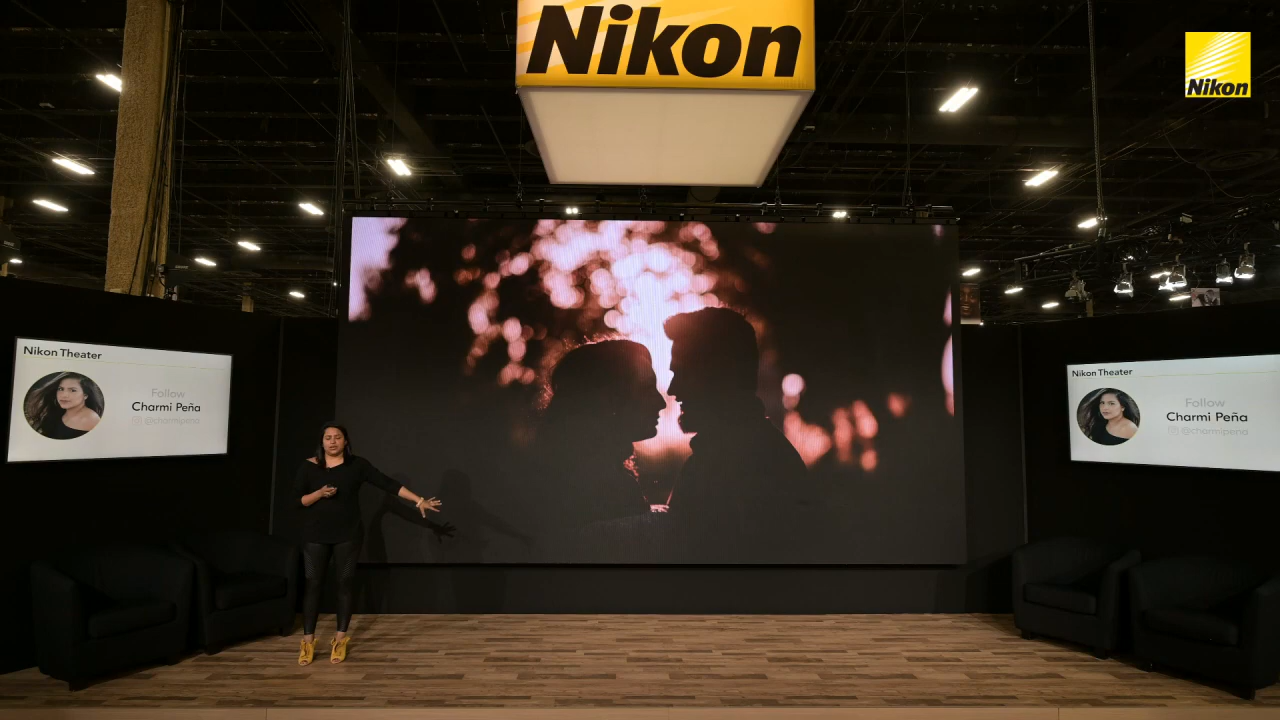 Nikon
Nikon
Nikon Theater
Follow
Charmi Peña
@charmipena
Nikon Theater
Follow
Charmi Peña
@charmipena